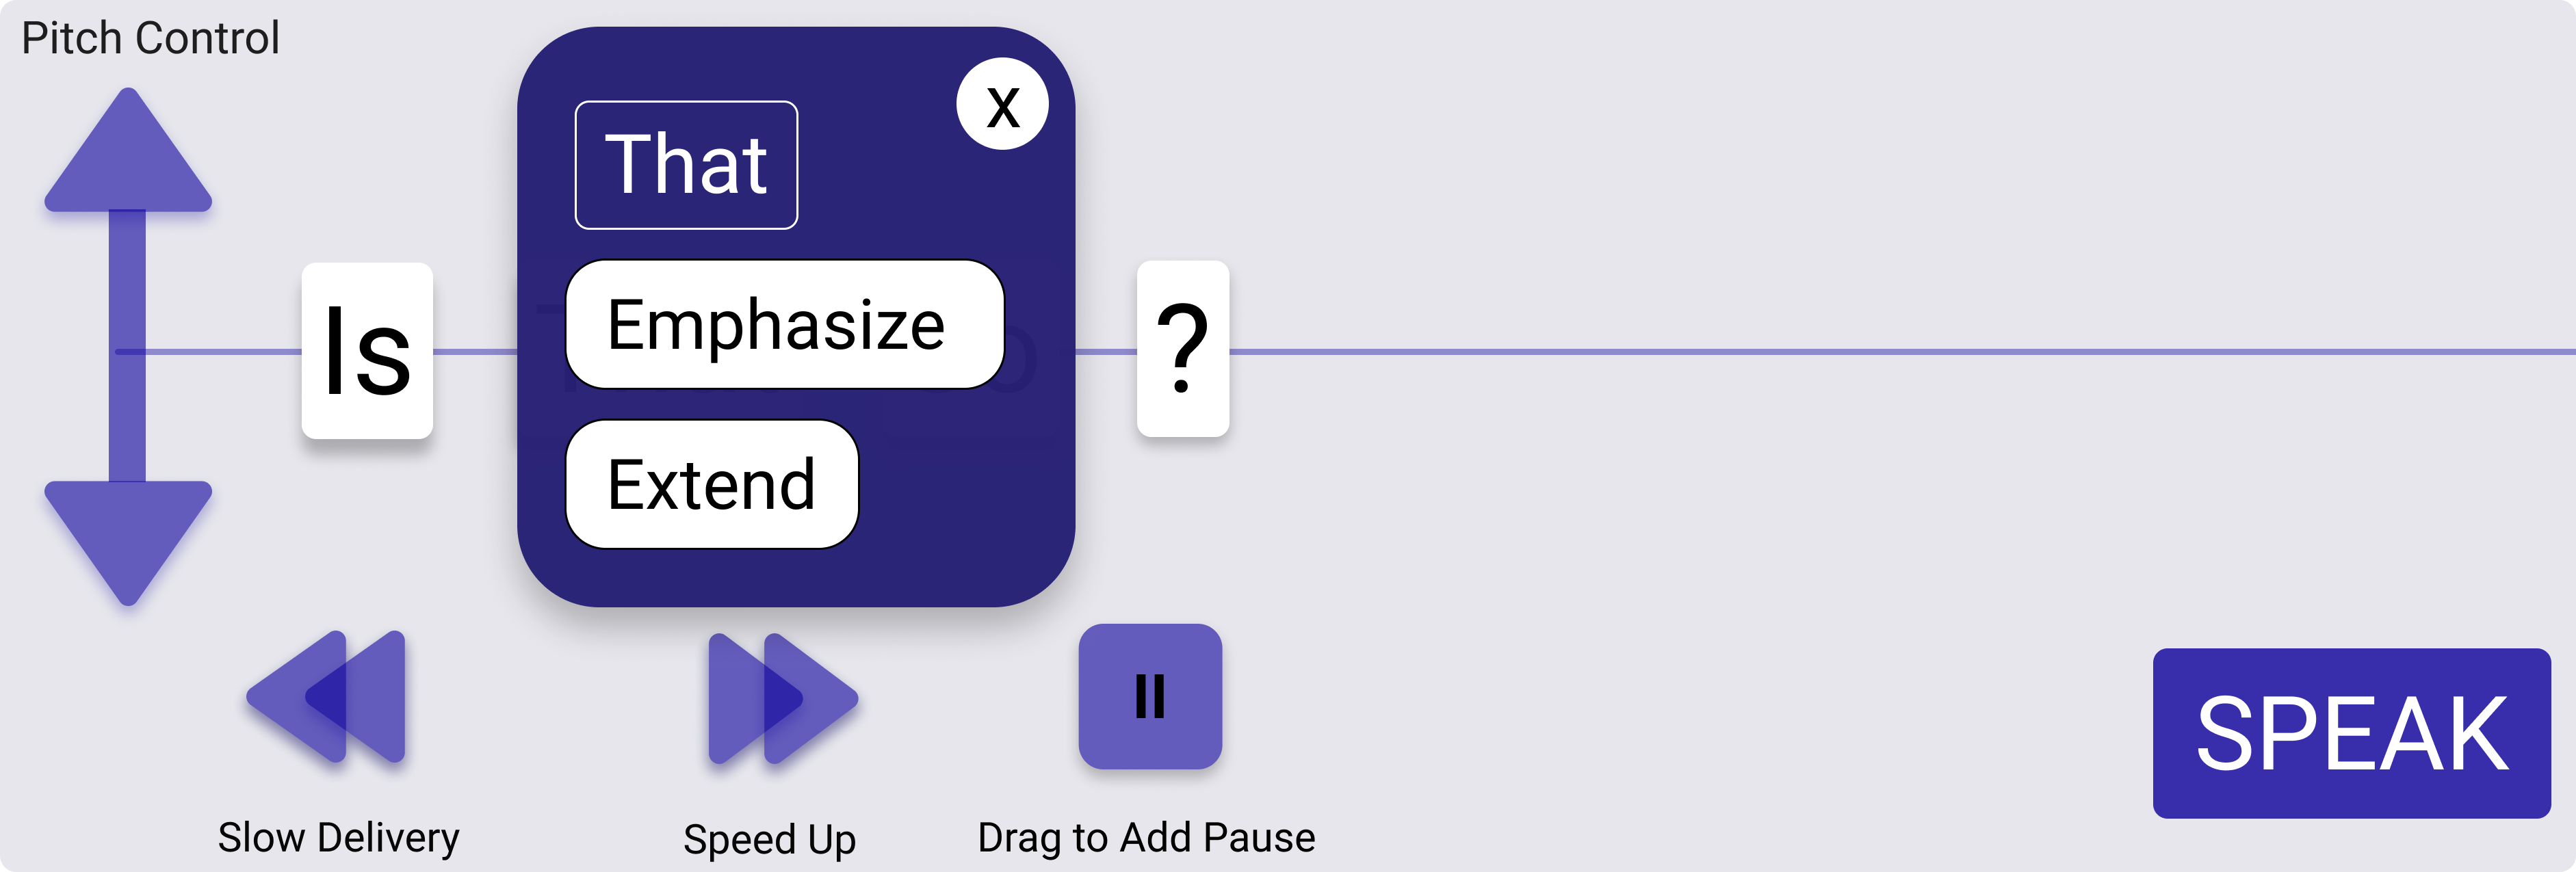 Pitch Control
That
X
Emphasize
Is
?
Extend
SPEAK
Slow Delivery
Speed Up
Drag to Add Pause